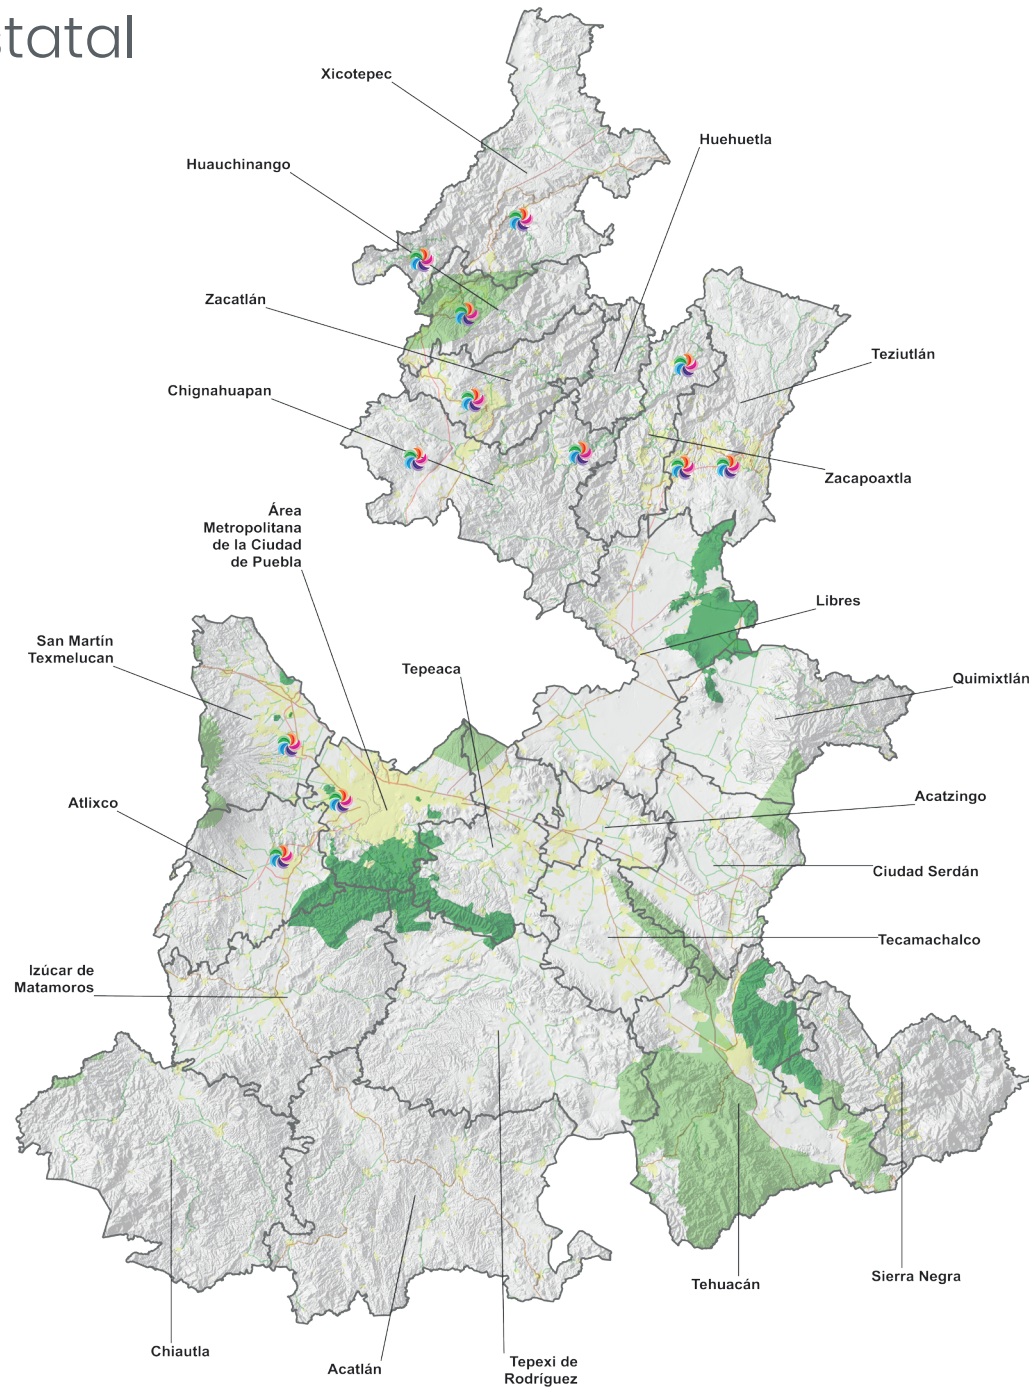 statal
Xicotepec
Huehuetla
Huauchinango
Zacatlán
Teziutlán
Chignahuapan
Zacapoaxtla
Área
Metropolitana
de la Ciudad
de Puebla
Libres
San Martín
Texmelucan
Tepeaca
Quimixtlán
Atlixco
Acatzingo
Ciudad Serdán
Tecamachalco
Izúcar de
Matamoros
Tehuacán
Sierra Negra
Chiautla
Acatlán
Tepexi de
Rodríguez